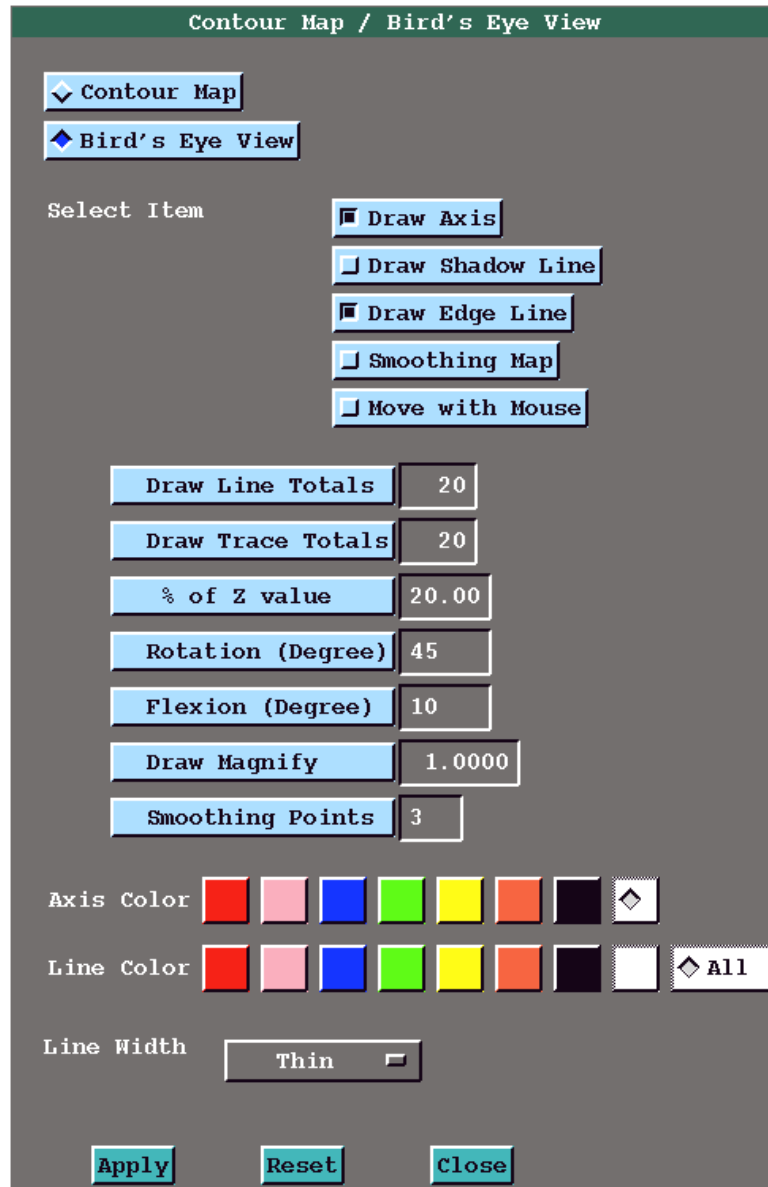 Contour Map / Bird's Eye View
Contour Map
Bird's Eye View
Select Item
Draw Axis
Draw Shadow Line
Draw Edge Line
Smoothing Map
Move with Mouse
Draw Line Totals 20
Draw Trace Totals 20
% of Z value 20.00
Rotation (Degree) 45
Flexion (Degree) 10
Draw Magnify 1.0000
Smoothing Points 3
Axis Color
Line Color All
Line Width Thin
Apply Reset Close